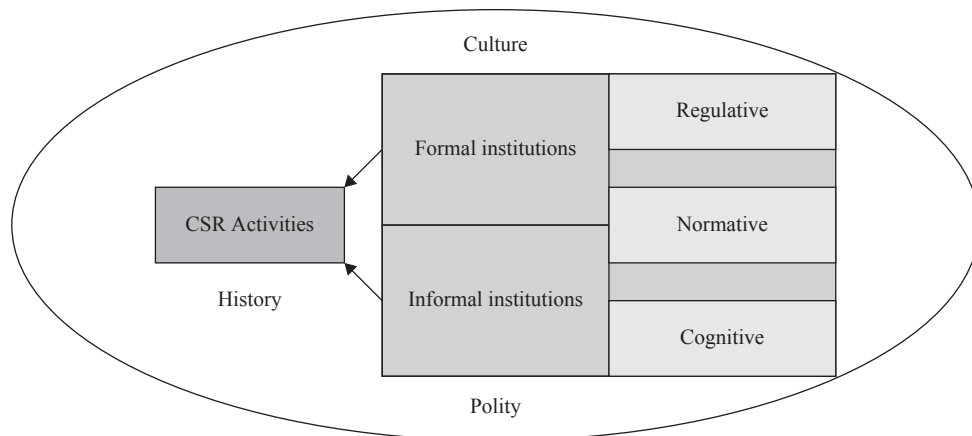 Culture
Formal institutions
Regulative
CSR Activities
Normative
History
Informal institutions
Cognitive
Polity